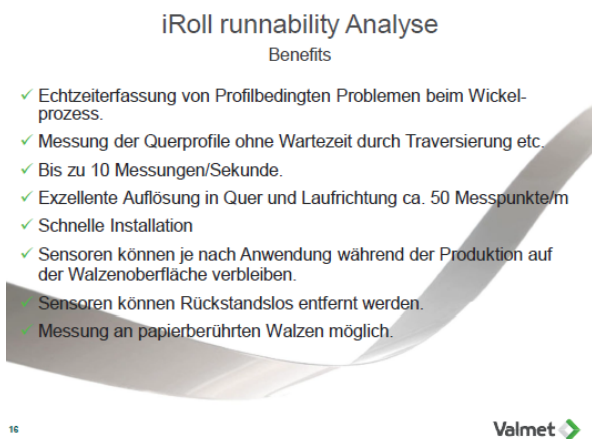 iRoll runnability Analyse
Benefits
✓ Echtzeiterfassung von Profilbedingten Problemen beim Wickel-
prozess.
✓ Messung der Querprofile ohne Wartezeit durch Traversierung etc.
✓ Bis zu 10 Messungen/Sekunde.
✓ Exzellente Auflösung in Quer und Laufrichtung ca. 50 Messpunkte/m
✓ Schnelle Installation
✓ Sensoren können je nach Anwendung während der Produktion auf
der Walzenoberfläche verbleiben.
✓ Sensoren können Rückstandslos entfernt werden.
✓ Messung an papierberührten Walzen möglich.
16
Valmet